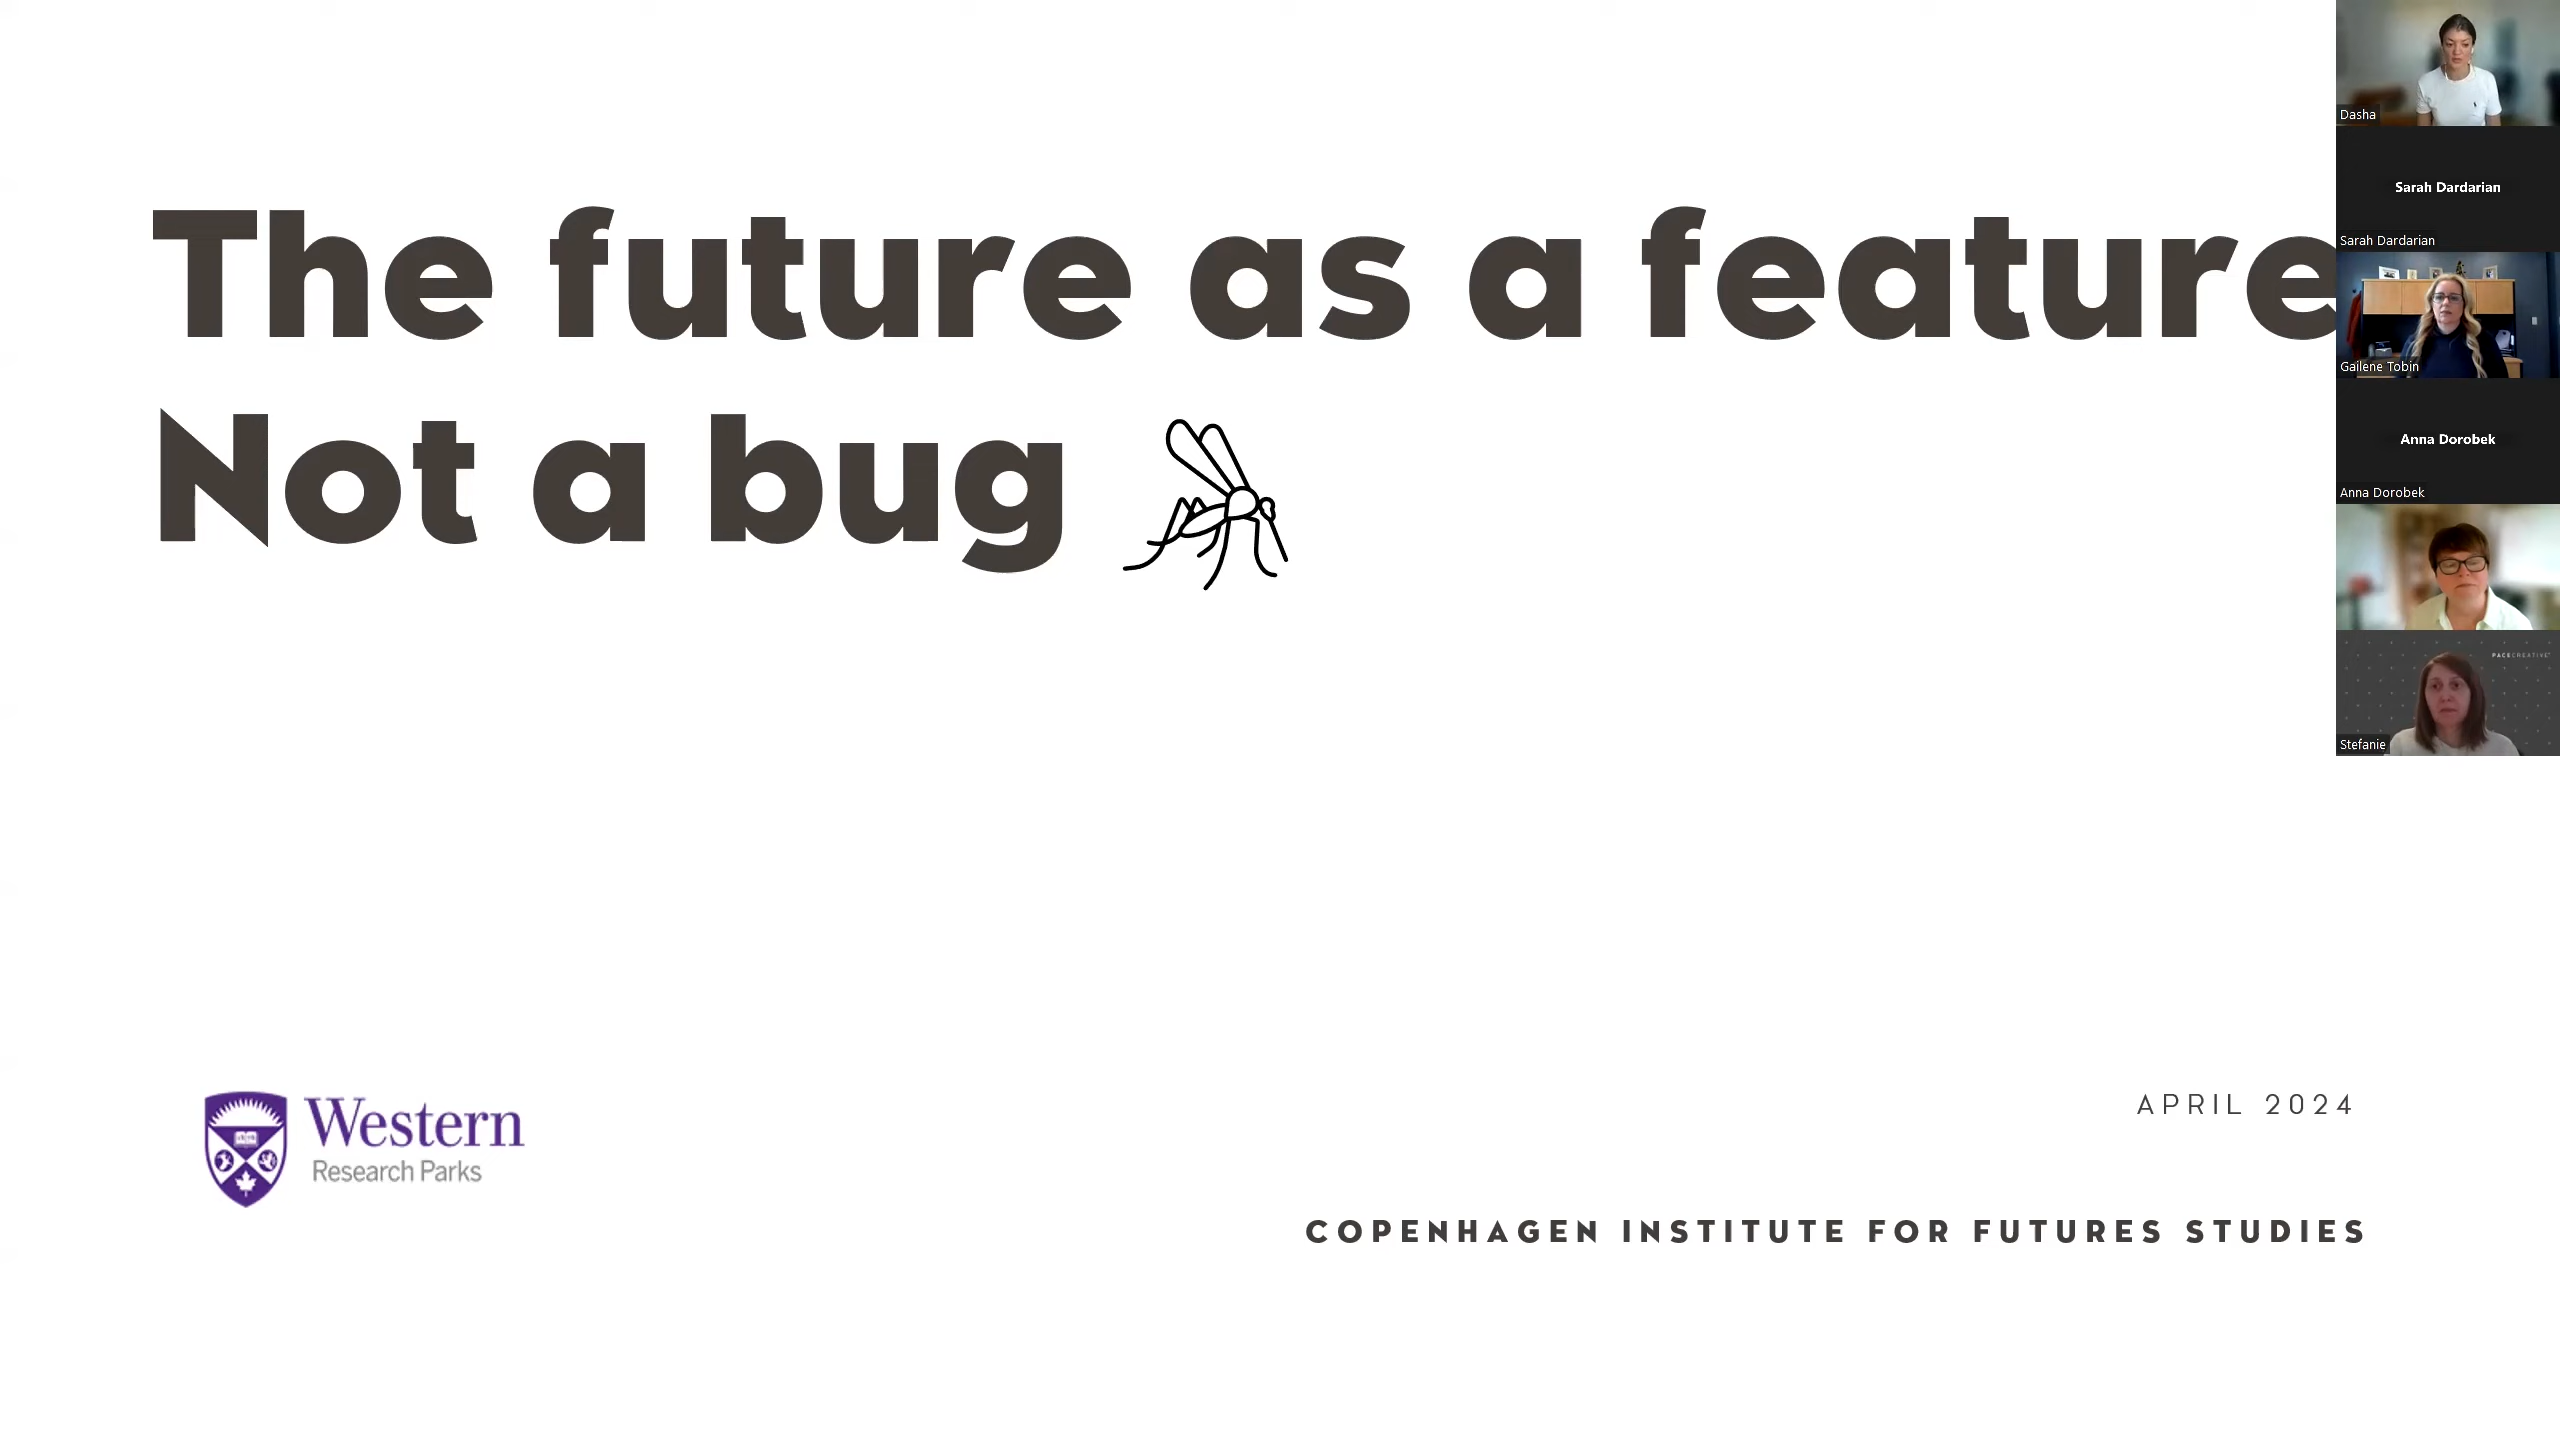 The future as a feature
Not a bug
Western
Research Parks
APRIL 2024
COPENHAGEN INSTITUTE FOR FUTURES STUDIES
Dasha
Sarah Dardarian
Sarah Dardarian
Gailene Tobin
Anna Dorobek
Anna Dorobek
PACECREATIVE
Stefanie